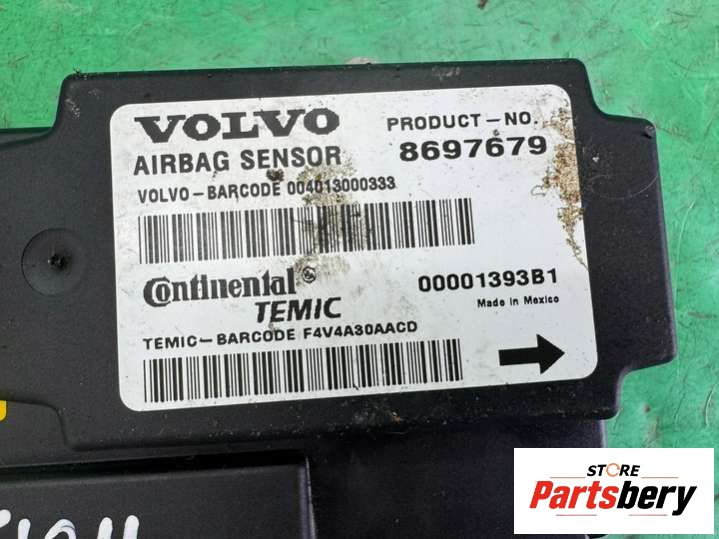 VOLVO
PRODUCT-NO.
AIRBAG SENSOR
8697679
VOLVO-BARCODE 004013000333
Continental
00001393B1
TEMIC
Made in Mexico
TEMIC-BARCODE F4V4A30AACD
STORE
Partsbery